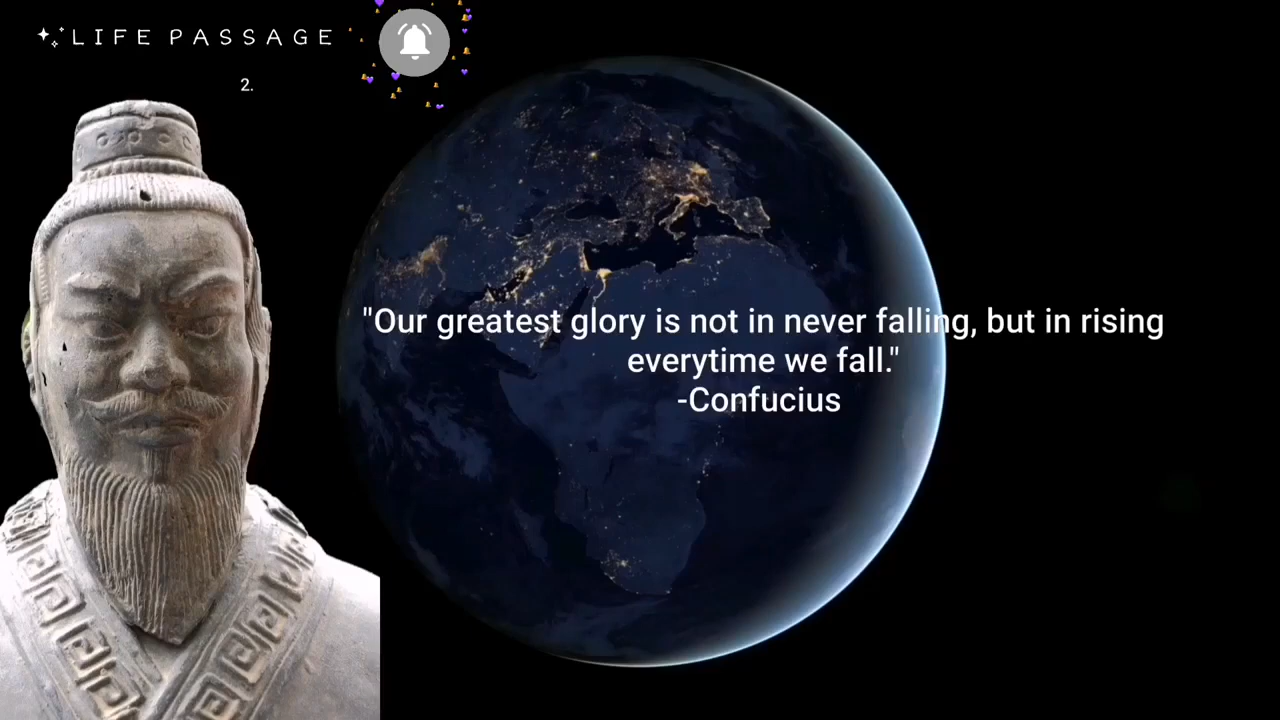 LIFE PASSAGE
2.
"Our greatest glory is not in never falling, but in rising
everytime we fall."
-Confucius